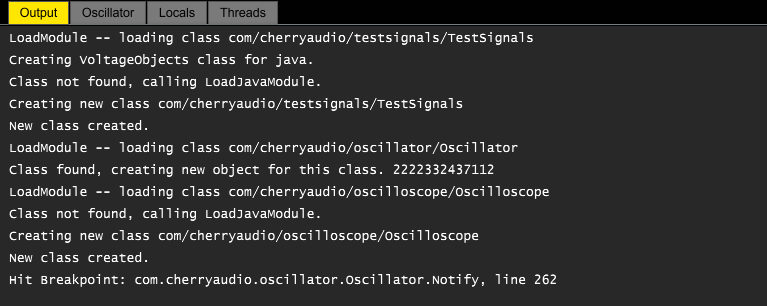 Output Oscillator Locals Threads
LoadModule -- loading class com/cherryaudio/testsignals/TestSignals
Creating VoltageObjects class for java.
Class not found, calling LoadJavaModule.
Creating new class com/cherryaudio/testsignals/TestSignals
New class created.
LoadModule -- loading class com/cherryaudio/oscillator/Oscillator
Class found, creating new object for this class. 2222332437112
LoadModule -- loading class com/cherryaudio/oscilloscope/Oscilloscope
Class not found, calling LoadJavaModule.
Creating new class com/cherryaudio/oscilloscope/Oscilloscope
New class created.
Hit Breakpoint: com.cherryaudio.oscillator.Oscillator.Notify, line 262